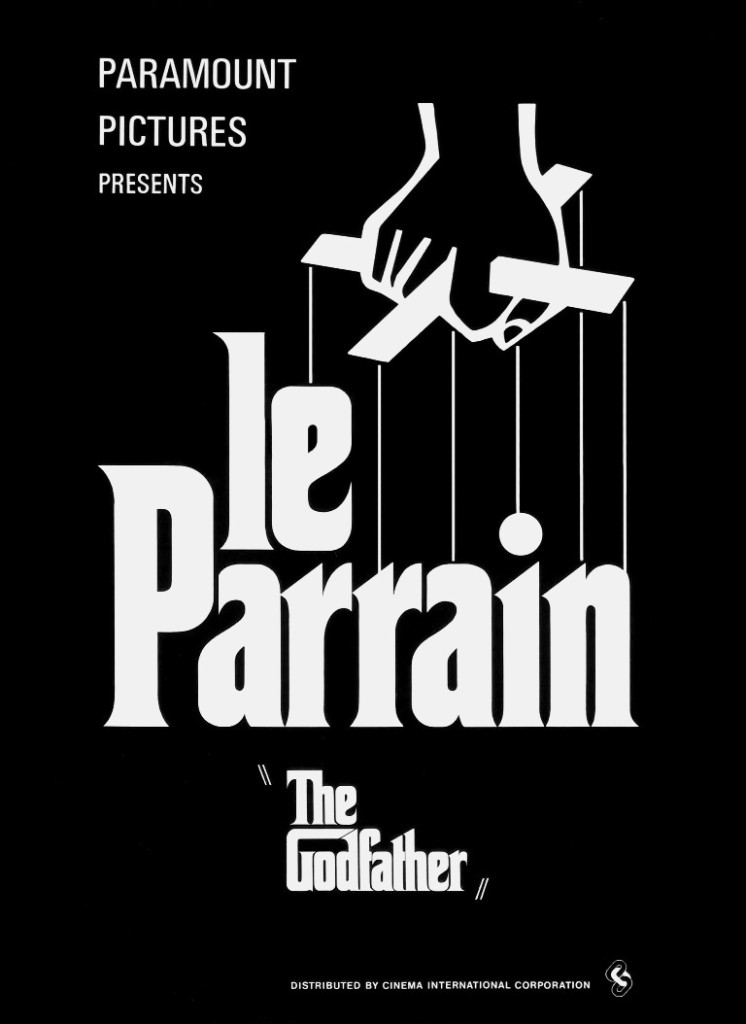 PARAMOUNT
PICTURES
PRESENTS
le
Parrain
"The
Godfather"
DISTRIBUTED BY CINEMA INTERNATIONAL CORPORATION